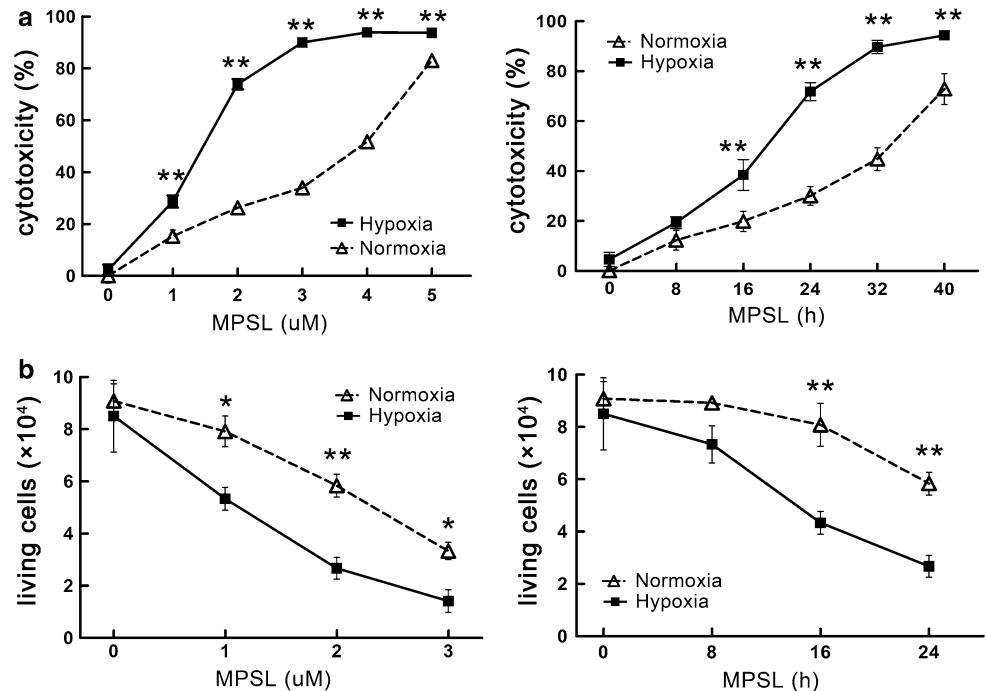 a
cytotoxicity (%)
100
80
60
40
20
0
** ** ** ** **
Hypoxia
Normoxia
0 1 2 3 4 5
MPSL (uM)
cytotoxicity (%)
100
80
60
40
20
0
Normoxia
Hypoxia
** ** ** **
0 8 16 24 32 40
MPSL (h)
b
living cells (×10⁴)
10
8
6
4
2
0
Normoxia
Hypoxia
* ** *
0 1 2 3
MPSL (uM)
living cells (×10⁴)
10
8
6
4
2
0
** **
Normoxia
Hypoxia
0 8 16 24
MPSL (h)